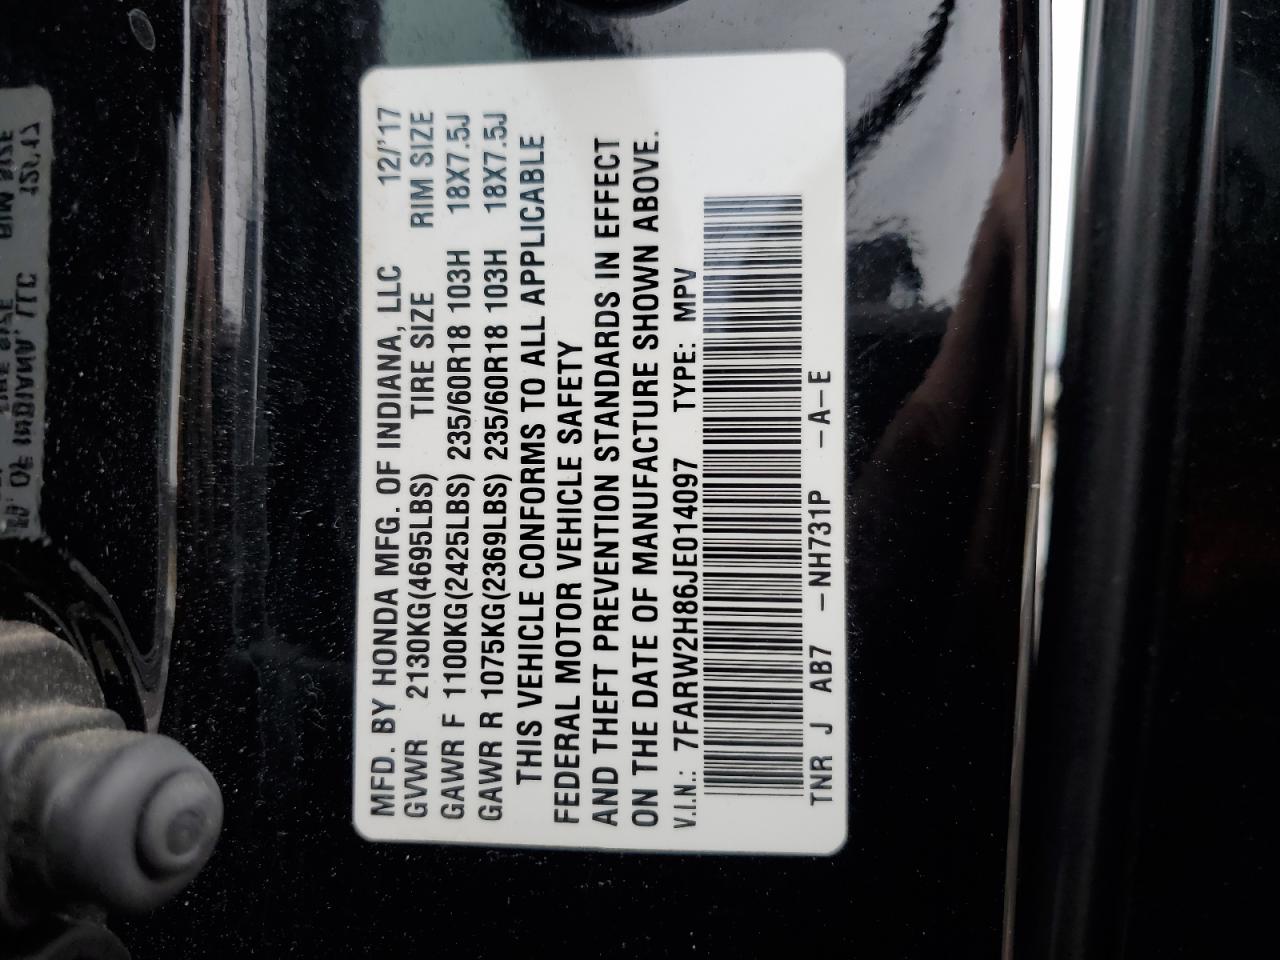 MFD. BY HONDA MFG. OF INDIANA, LLC 12/'17
GVWR 2130KG(4695LBS) TIRE SIZE RIM SIZE
GAWR F 1100KG(2425LBS) 235/60R18 103H 18X7.5J
GAWR R 1075KG(2369LBS) 235/60R18 103H 18X7.5J
THIS VEHICLE CONFORMS TO ALL APPLICABLE
FEDERAL MOTOR VEHICLE SAFETY
AND THEFT PREVENTION STANDARDS IN EFFECT
ON THE DATE OF MANUFACTURE SHOWN ABOVE.
V.I.N.: 7FARW2H86JE014097 TYPE: MPV
TNR J AB7 -NH731P -A-E